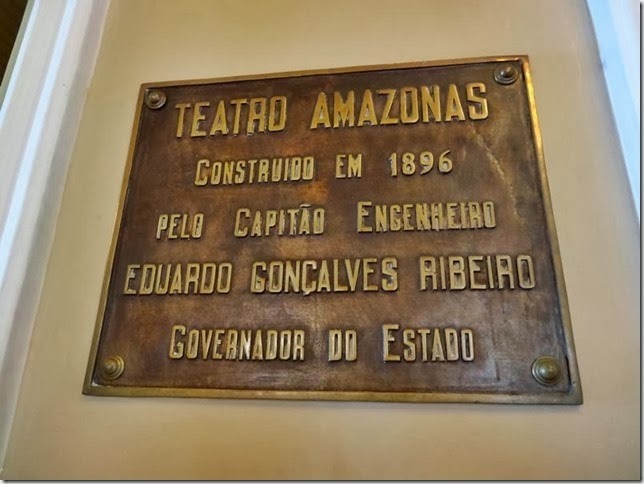 TEATRO AMAZONAS
CONSTRUIDO EM 1896
PELO CAPITÃO ENGENHEIRO
EDUARDO GONÇALVES RIBEIRO
GOVERNADOR DO ESTADO